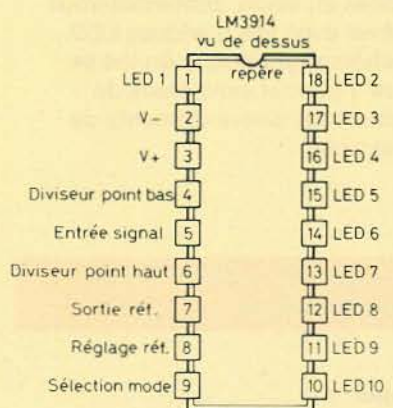 LM3914
vu de dessus
repère
LED 1 1 18 LED 2
V- 2 17 LED 3
V+ 3 16 LED 4
Diviseur point bas 4 15 LED 5
Entrée signal 5 14 LED 6
Diviseur point haut 6 13 LED 7
Sortie réf. 7 12 LED 8
Réglage réf. 8 11 LED 9
Sélection mode 9 10 LED 10